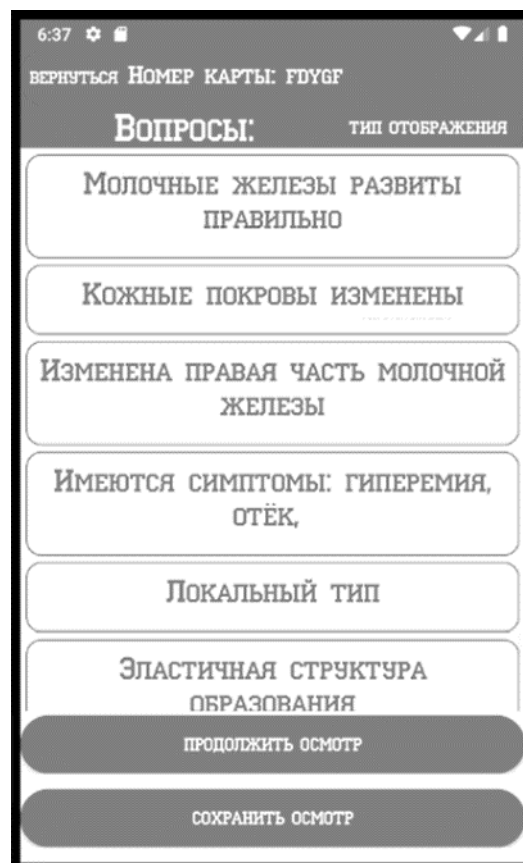 6:37
вернуться Номер карты: fdygf
Вопросы: тип отображения
Молочные железы развиты
правильно
Кожные покровы изменены
Изменена правая часть молочной
железы
Имеются симптомы: гиперемия,
отёк,
Локальный тип
Эластичная структура
образования
продолжить осмотр
сохранить осмотр